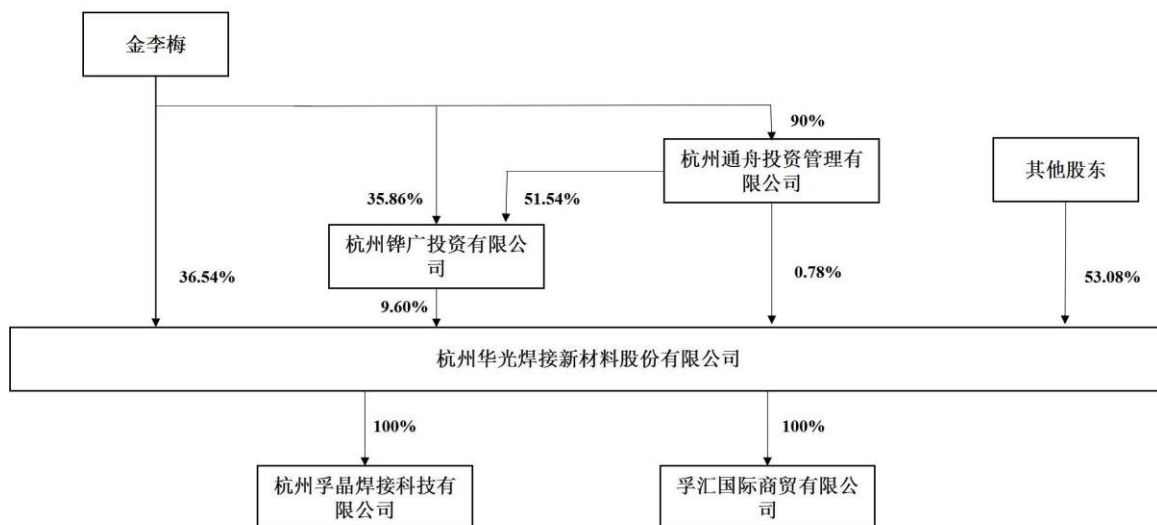 金李梅
90%
杭州通舟投资管理有
限公司
其他股东
35.86%
51.54%
杭州铧广投资有限公
司
36.54%
0.78%
53.08%
9.60%
杭州华光焊接新材料股份有限公司
100%
100%
杭州孚晶焊接科技有
限公司
孚汇国际商贸有限公
司